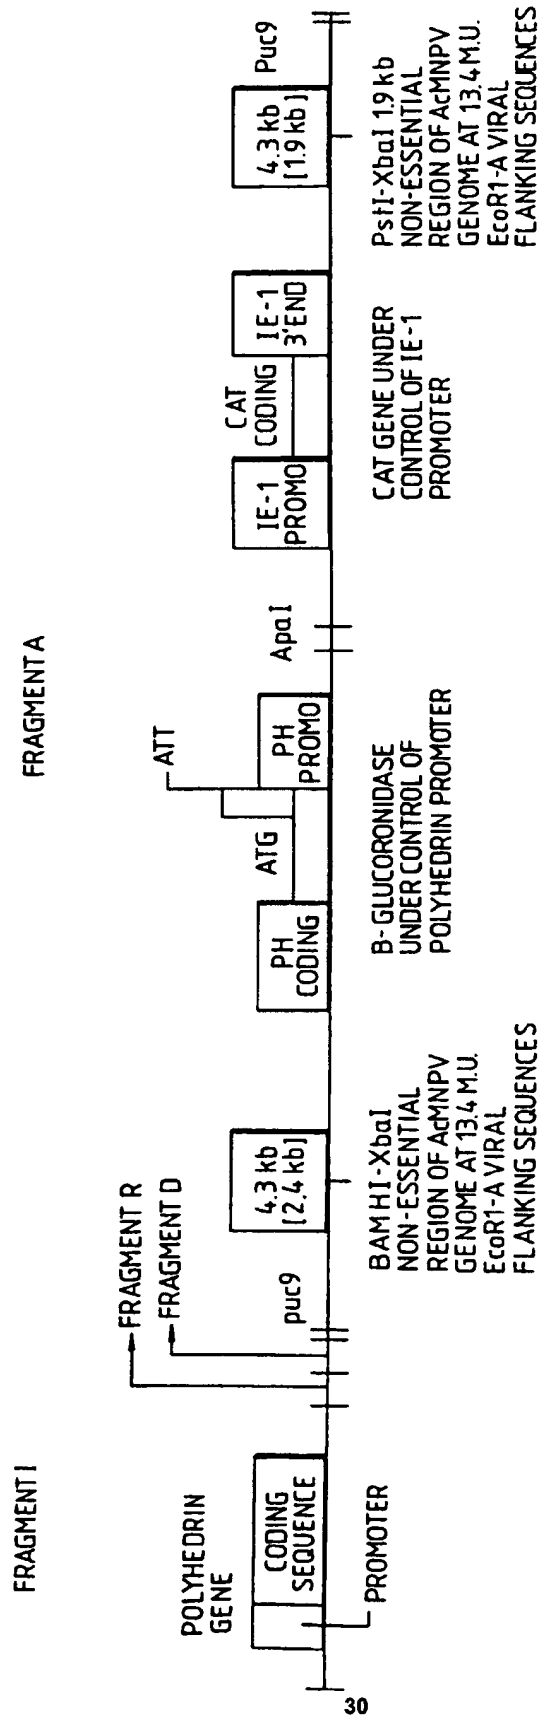 FRAGMENT I
FRAGMENT A
POLYHEDRIN
GENE
CODING
SEQUENCE
PROMOTER
30
FRAGMENT R
FRAGMENT D
puc9
4.3 kb
[2.4 kb]
BAM HI-XbaI
NON-ESSENTIAL
REGION OF AcMNPV
GENOME AT 13.4 M.U.
EcoR1-A VIRAL
FLANKING SEQUENCES
PH
CODING
ATG
ATT
PH
PROMO
B-GLUCORONIDASE
UNDER CONTROL OF
POLYHEDRIN PROMOTER
ApaI
IE-1
PROMO
CAT
CODING
IE-1
3'END
CAT GENE UNDER
CONTROL OF IE-1
PROMOTER
4.3 kb
[1.9 kb]
Puc9
PstI-XbaI 1.9 kb
NON-ESSENTIAL
REGION OF AcMNPV
GENOME AT 13.4 M.U.
EcoR1-A VIRAL
FLANKING SEQUENCES